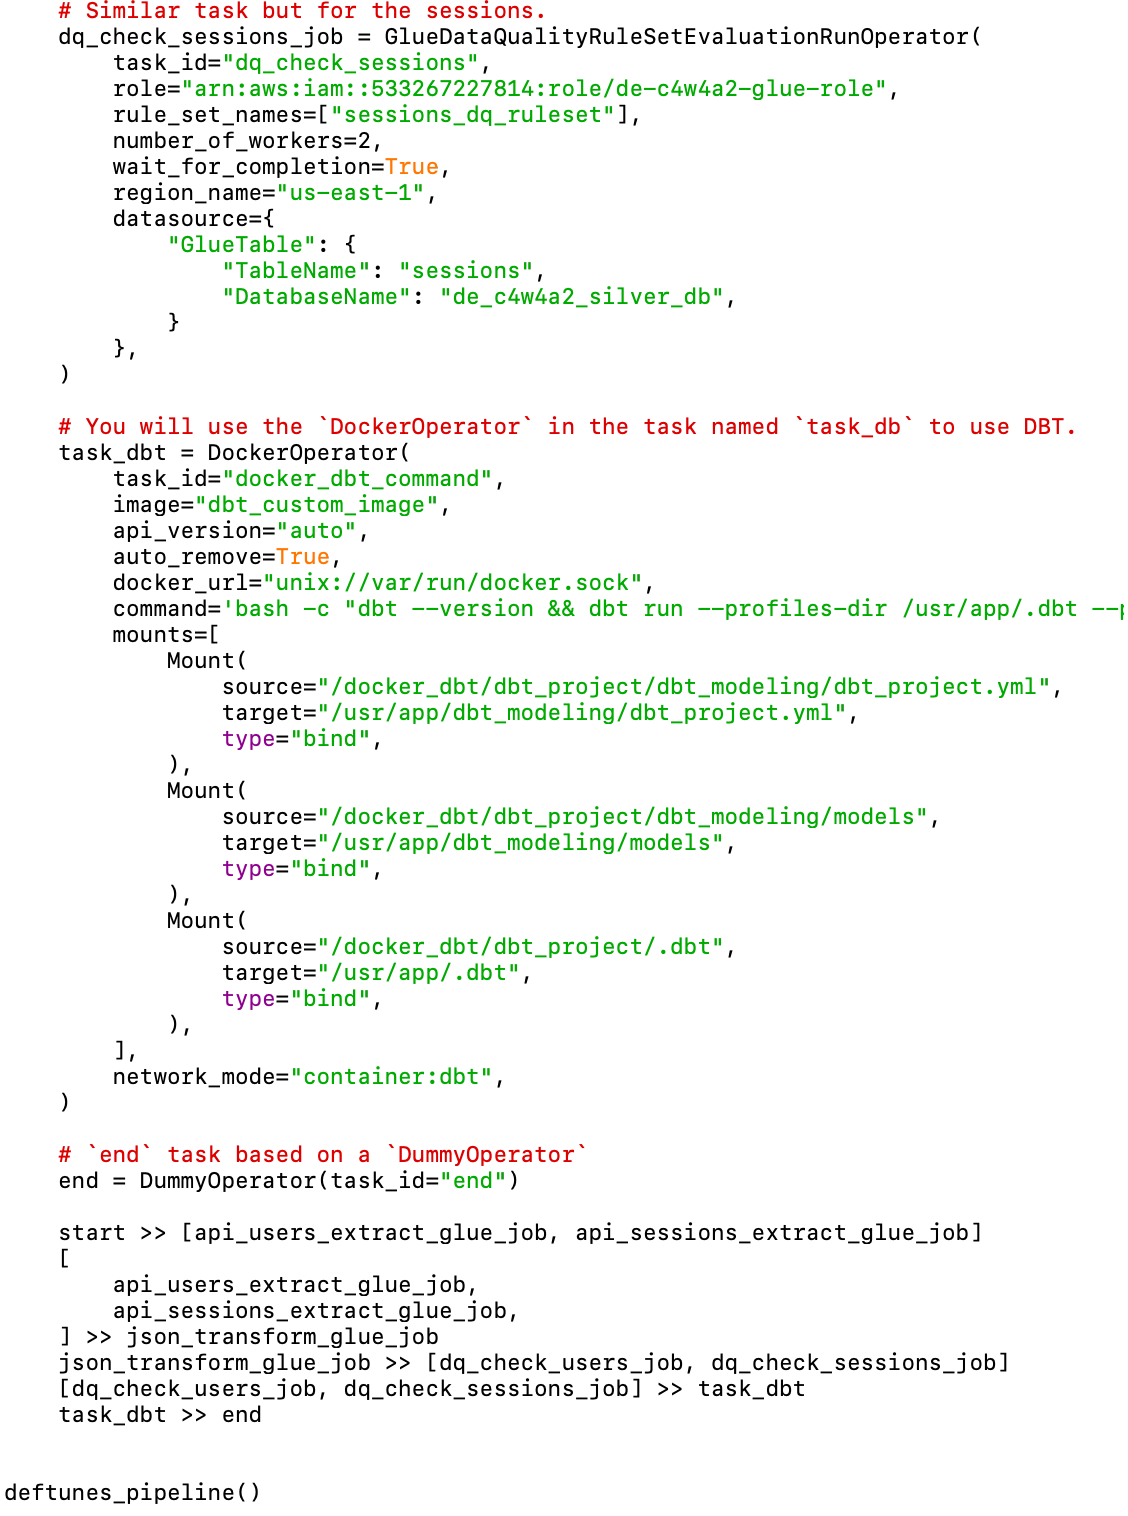 # Similar task but for the sessions.
dq_check_sessions_job = GlueDataQualityRuleSetEvaluationRunOperator(
task_id="dq_check_sessions",
role="arn:aws:iam::533267227814:role/de-c4w4a2-glue-role",
rule_set_names=["sessions_dq_ruleset"],
number_of_workers=2,
wait_for_completion=True,
region_name="us-east-1",
datasource={
"GlueTable": {
"TableName": "sessions",
"DatabaseName": "de_c4w4a2_silver_db",
}
},
)
# You will use the `DockerOperator` in the task named `task_db` to use DBT.
task_dbt = DockerOperator(
task_id="docker_dbt_command",
image="dbt_custom_image",
api_version="auto",
auto_remove=True,
docker_url="unix://var/run/docker.sock",
command='bash -c "dbt --version && dbt run --profiles-dir /usr/app/.dbt --
mounts=[
Mount(
source="/docker_dbt/dbt_project/dbt_modeling/dbt_project.yml",
target="/usr/app/dbt_modeling/dbt_project.yml",
type="bind",
),
Mount(
source="/docker_dbt/dbt_project/dbt_modeling/models",
target="/usr/app/dbt_modeling/models",
type="bind",
),
Mount(
source="/docker_dbt/dbt_project/.dbt",
target="/usr/app/.dbt",
type="bind",
),
],
network_mode="container:dbt",
)
# `end` task based on a `DummyOperator`
end = DummyOperator(task_id="end")
start >> [api_users_extract_glue_job, api_sessions_extract_glue_job]
[
api_users_extract_glue_job,
api_sessions_extract_glue_job,
] >> json_transform_glue_job
json_transform_glue_job >> [dq_check_users_job, dq_check_sessions_job]
[dq_check_users_job, dq_check_sessions_job] >> task_dbt
task_dbt >> end
deftunes_pipeline()